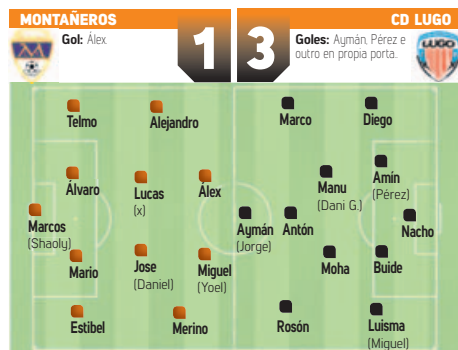 MONTAÑEROS
CD LUGO
Gol: Álex.
1
3
Goles: Aymán, Pérez e
outro en propia porta.
LUGO
Telmo
Alejandro
Marco
Diego
Álvaro
Lucas
(x)
Álex
Manu
(Dani G.)
Amín
(Pérez)
Marcos
(Shaoly)
Aymán
(Jorge)
Antón
Nacho
Mario
Jose
(Daniel)
Miguel
(Yoel)
Moha
Buide
Estibel
Merino
Rosón
Luisma
(Miguel)